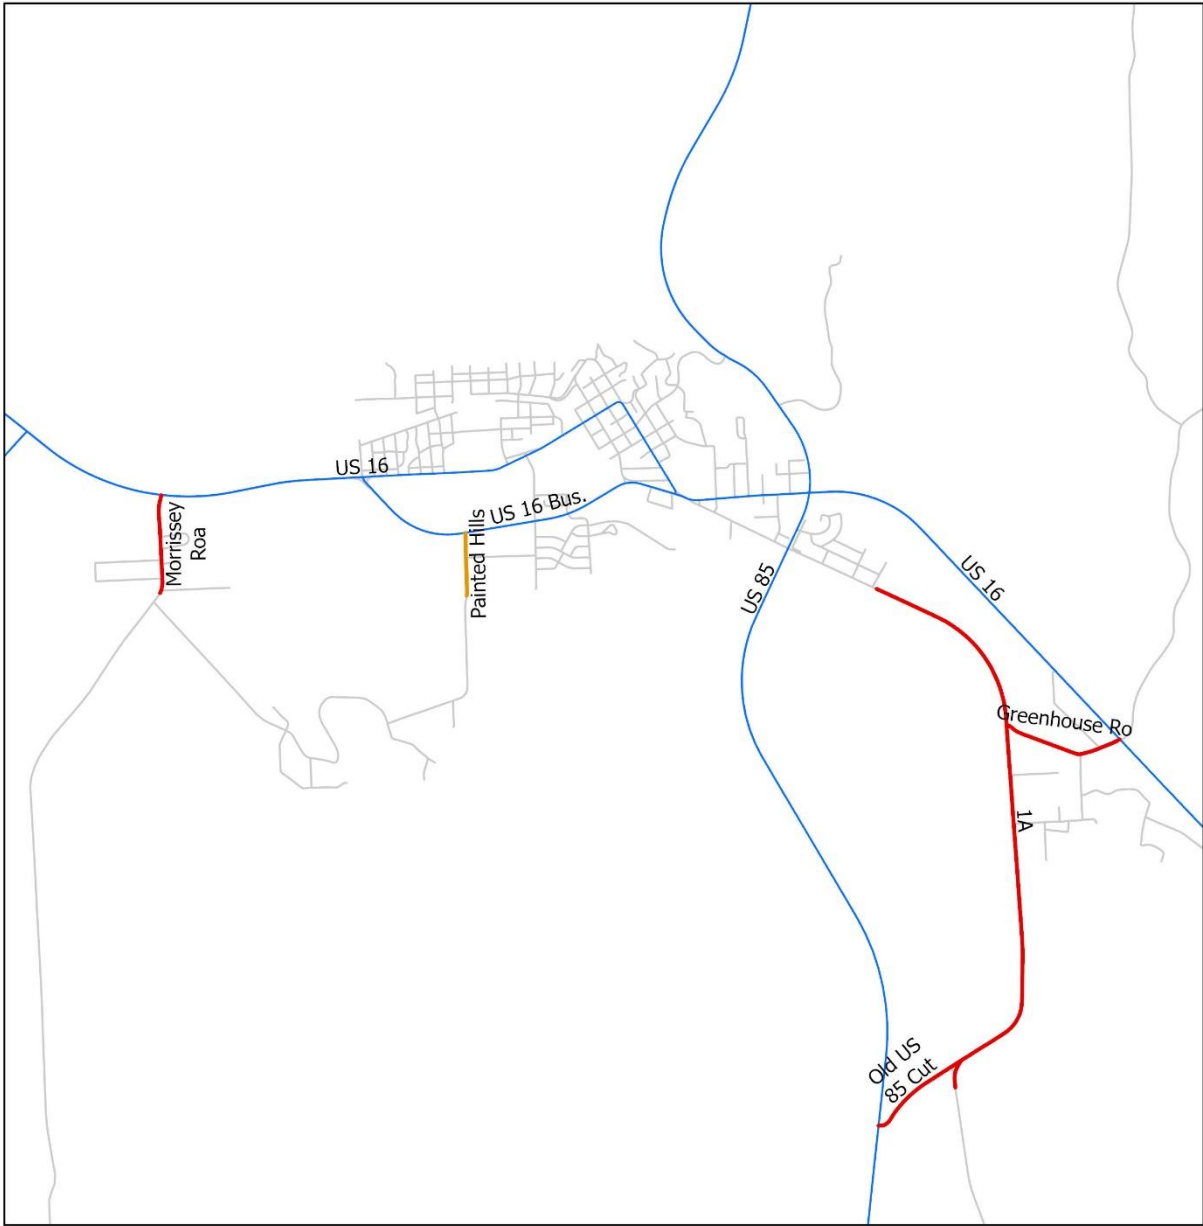 US 16
US 16 Bus.
Morrissey
Roa
Painted Hills
US 85
US 16
Greenhouse Ro
1A
Old US
85 Cut